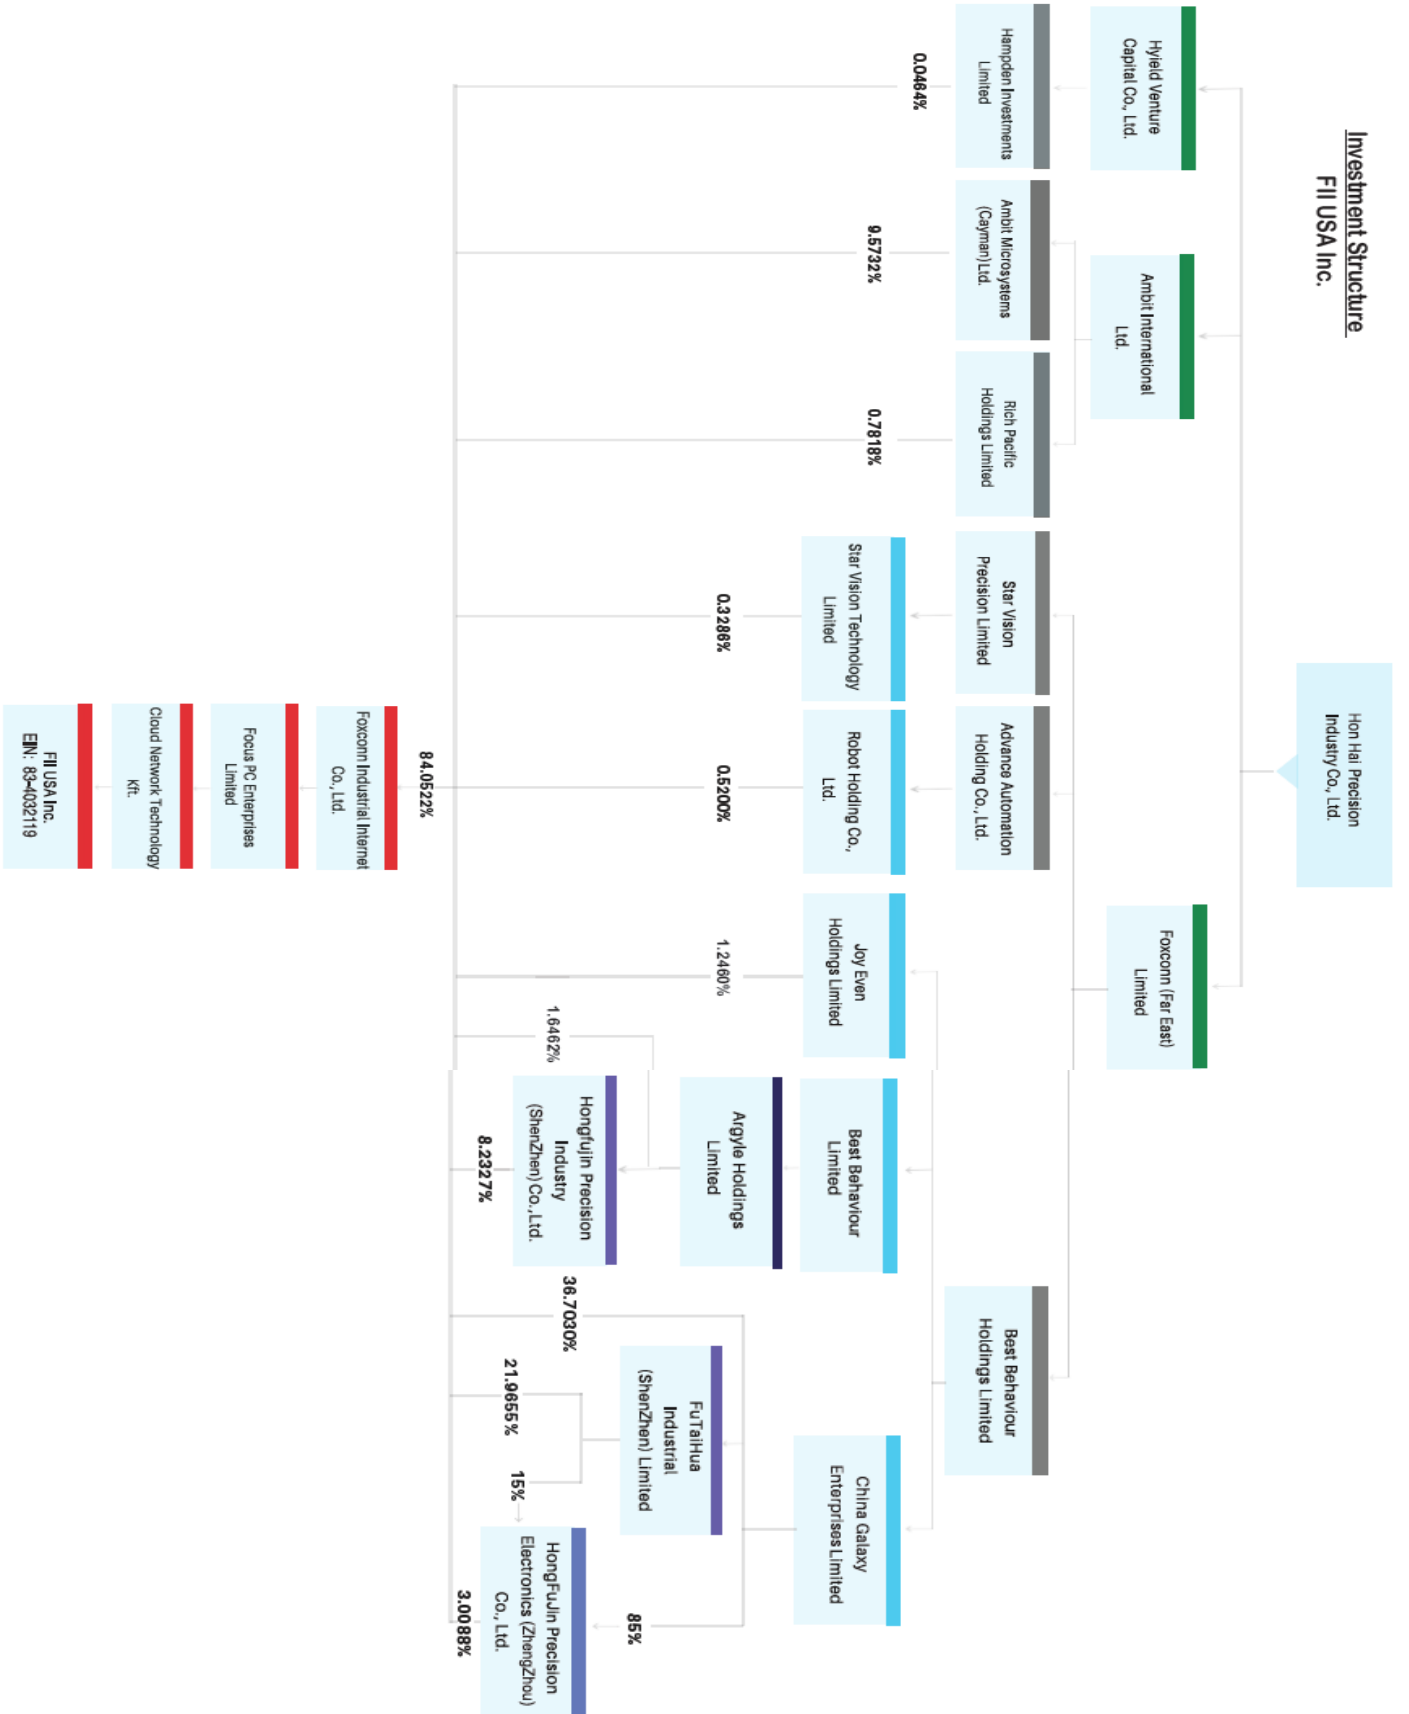 Investment Structure
FII USA Inc.
Hon Hai Precision
Industry Co., Ltd.
Hyield Venture
Capital Co., Ltd.
Ambit International
Ltd.
Foxconn (Far East)
Limited
Hampden Investments
Limited
Ambit Microsystems
(Cayman) Ltd.
Rich Pacific
Holdings Limited
Star Vision
Precision Limited
Advance Automation
Holding Co., Ltd.
Best Behaviour
Holdings Limited
Star Vision Technology
Limited
Robot Holding Co.,
Ltd.
Joy Even
Holdings Limited
Best Behaviour
Limited
China Galaxy
Enterprises Limited
Argyle Holdings
Limited
FuTaiHua
Industrial
(ShenZhen) Limited
Hongfujin Precision
Industry
(ShenZhen) Co., Ltd.
HongFuJin Precision
Electronics (ZhengZhou)
Co., Ltd.
0.0464%
9.5732%
0.7818%
0.3286%
0.5200%
1.2460%
1.6462%
8.2327%
36.7030%
21.9655%
15%
85%
3.0088%
84.0522%
Foxconn Industrial Internet
Co., Ltd.
Focus PC Enterprises
Limited
Cloud Network Technology
Kft.
FII USA Inc.
EIN: 83-4032119